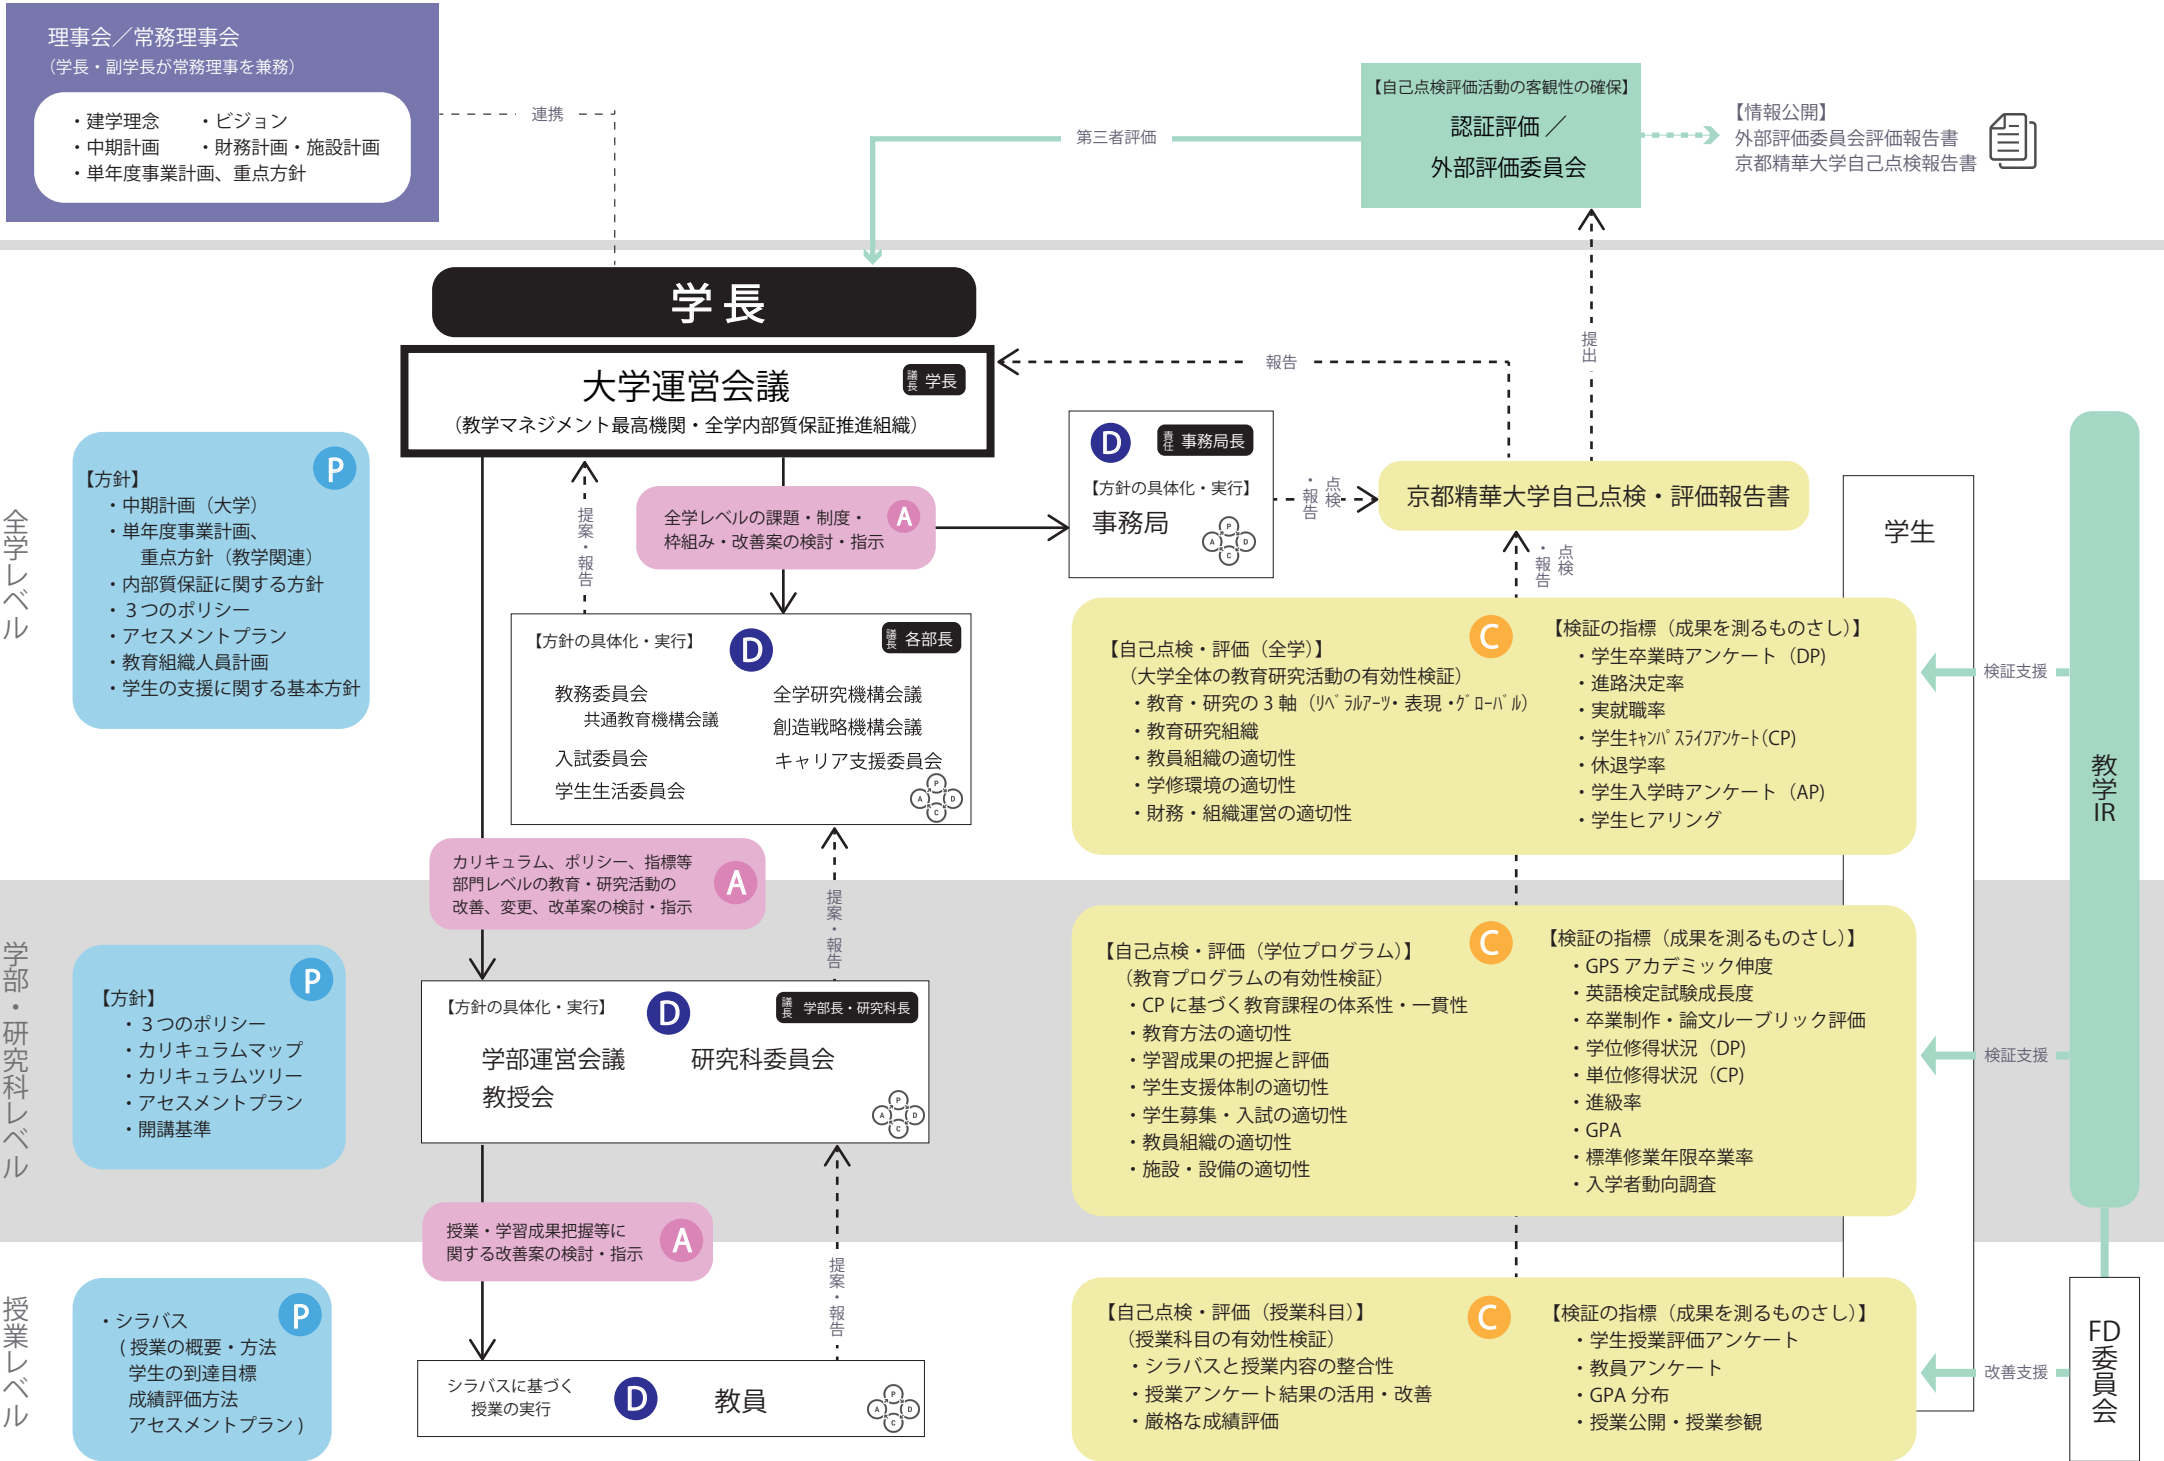 理事会／常務理事会
（学長・副学長が常務理事を兼務）
・建学理念　　・ビジョン
・中期計画　　・財務計画・施設計画
・単年度事業計画、重点方針
連携
第三者評価
【自己点検評価活動の客観性の確保】
認証評価 ／
外部評価委員会
【情報公開】
外部評価委員会評価報告書
京都精華大学自己点検報告書
学長
大学運営会議
議長 学長
（教学マネジメント最高機関・全学内部質保証推進組織）
報告
提出
全学レベル
P
【方針】
・中期計画（大学）
・単年度事業計画、
重点方針（教学関連）
・内部質保証に関する方針
・３つのポリシー
・アセスメントプラン
・教育組織人員計画
・学生の支援に関する基本方針
提案・報告
全学レベルの課題・制度・
枠組み・改善案の検討・指示
A
D
責任 事務局長
【方針の具体化・実行】
事務局
P
A D
C
点検・報告
京都精華大学自己点検・評価報告書
点検・報告
学生
教学IR
【方針の具体化・実行】
D
議長 各部長
教務委員会
共通教育機構会議
入試委員会
学生生活委員会
全学研究機構会議
創造戦略機構会議
キャリア支援委員会
P
A D
C
【自己点検・評価（全学）】
C
（大学全体の教育研究活動の有効性検証）
・教育・研究の 3 軸（ﾘﾍﾞﾗﾙｱｰﾂ・表現・ｸﾞﾛｰﾊﾞﾙ）
・教育研究組織
・教員組織の適切性
・学修環境の適切性
・財務・組織運営の適切性
【検証の指標（成果を測るものさし）】
・学生卒業時アンケート（DP)
・進路決定率
・実就職率
・学生ｷｬﾝﾊﾟｽﾗｲﾌｱﾝｹｰﾄ(CP)
・休退学率
・学生入学時アンケート（AP)
・学生ヒアリング
検証支援
カリキュラム、ポリシー、指標等
部門レベルの教育・研究活動の
改善、変更、改革案の検討・指示
A
提案・報告
学部・研究科レベル
P
【方針】
・３つのポリシー
・カリキュラムマップ
・カリキュラムツリー
・アセスメントプラン
・開講基準
【方針の具体化・実行】
D
議長 学部長・研究科長
学部運営会議
研究科委員会
教授会
P
A D
C
【自己点検・評価（学位プログラム）】
C
（教育プログラムの有効性検証）
・CP に基づく教育課程の体系性・一貫性
・教育方法の適切性
・学習成果の把握と評価
・学生支援体制の適切性
・学生募集・入試の適切性
・教員組織の適切性
・施設・設備の適切性
【検証の指標（成果を測るものさし）】
・GPS アカデミック伸度
・英語検定試験成長度
・卒業制作・論文ルーブリック評価
・学位修得状況（DP)
・単位修得状況（CP)
・進級率
・GPA
・標準修業年限卒業率
・入学者動向調査
検証支援
授業・学習成果把握等に
関する改善案の検討・指示
A
提案・報告
授業レベル
P
・シラバス
( 授業の概要・方法
学生の到達目標
成績評価方法
アセスメントプラン )
シラバスに基づく
授業の実行
D
教員
P
A D
C
【自己点検・評価（授業科目）】
C
（授業科目の有効性検証）
・シラバスと授業内容の整合性
・授業アンケート結果の活用・改善
・厳格な成績評価
【検証の指標（成果を測るものさし）】
・学生授業評価アンケート
・教員アンケート
・GPA 分布
・授業公開・授業参観
改善支援
FD委員会